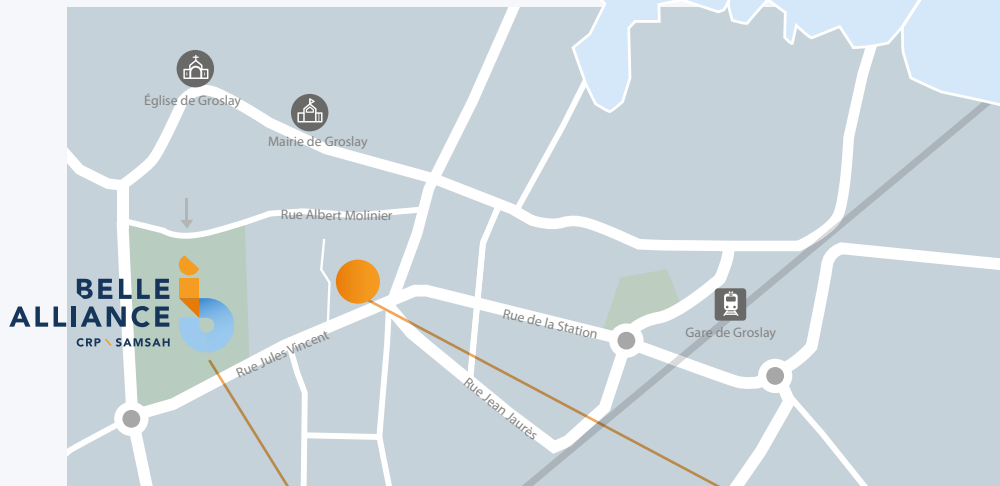 Église de Groslay
Mairie de Groslay
Rue Albert Molinier
BELLE
ALLIANCE
CRP \ SAMSAH
Rue de la Station
Gare de Groslay
Rue Jules Vincent
Rue Jean Jaurès